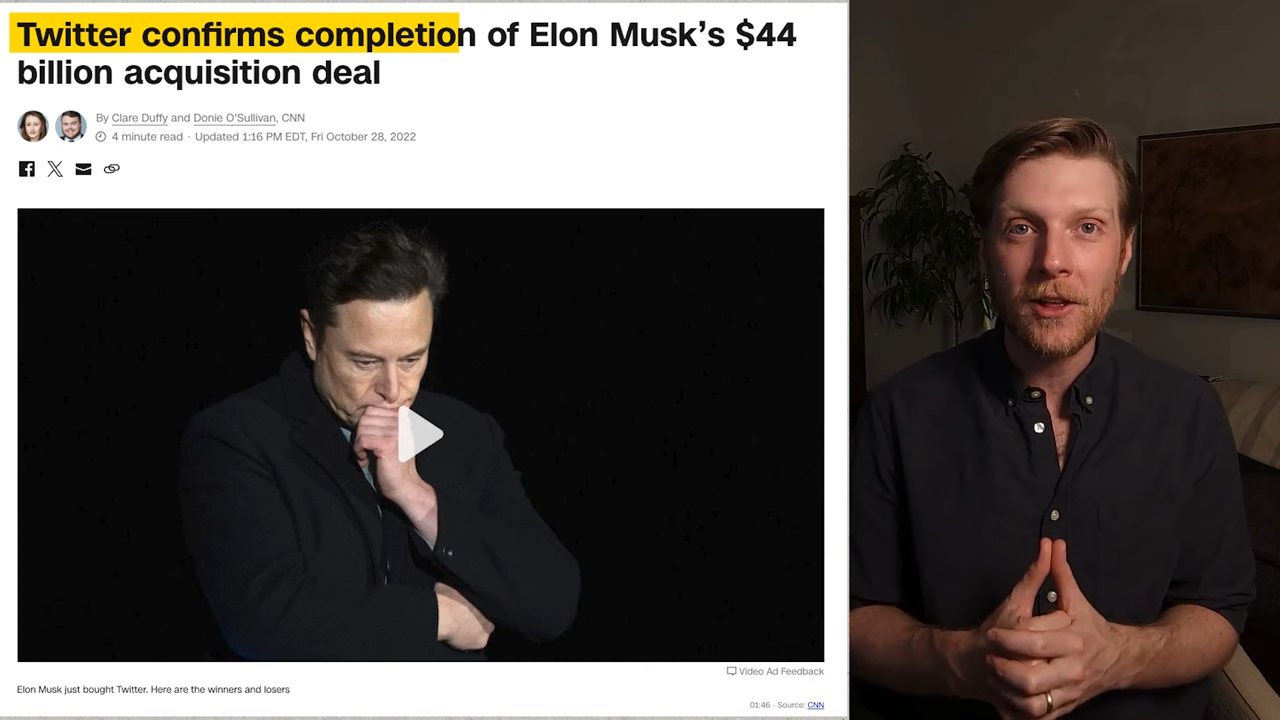 Twitter confirms completion of Elon Musk’s $44
billion acquisition deal
By Clare Duffy and Donie O'Sullivan, CNN
4 minute read · Updated 1:16 PM EDT, Fri October 28, 2022
Video Ad Feedback
Elon Musk just bought Twitter. Here are the winners and losers
01:46 - Source: CNN